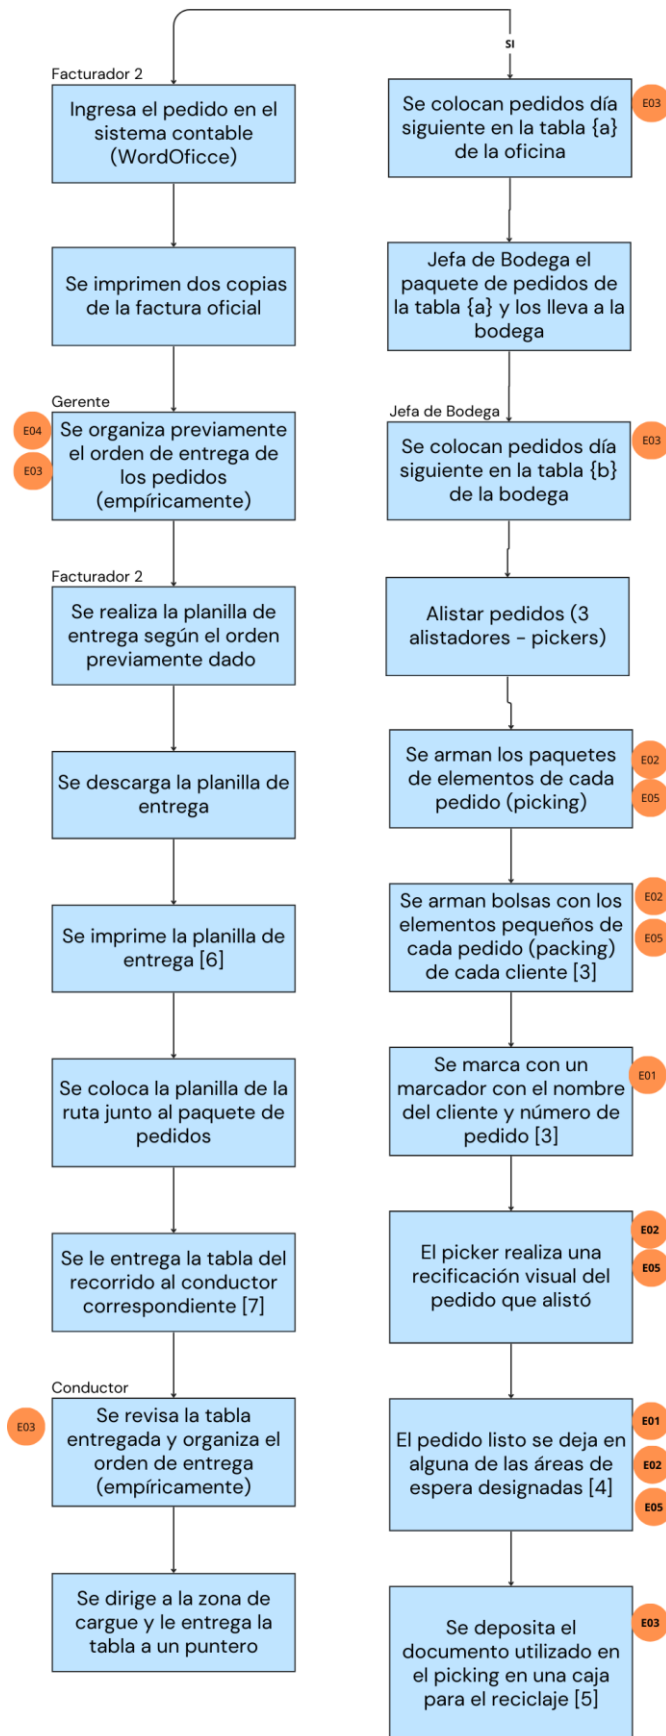 SI
Facturador 2
Ingresa el pedido en el
sistema contable
(WordOficce)
Se imprimen dos copias
de la factura oficial
Gerente
E04
E03
Se organiza previamente
el orden de entrega de
los pedidos
(empíricamente)
Facturador 2
Se realiza la planilla de
entrega según el orden
previamente dado
Se descarga la planilla de
entrega
Se imprime la planilla de
entrega [6]
Se coloca la planilla de la
ruta junto al paquete de
pedidos
Se le entrega la tabla del
recorrido al conductor
correspondiente [7]
Conductor
E03
Se revisa la tabla
entregada y organiza el
orden de entrega
(empíricamente)
Se dirige a la zona de
cargue y le entrega la
tabla a un puntero
Se colocan pedidos día
siguiente en la tabla {a}
de la oficina
E03
Jefa de Bodega el
paquete de pedidos de
la tabla {a} y los lleva a la
bodega
Jefa de Bodega
Se colocan pedidos día
siguiente en la tabla {b}
de la bodega
E03
Alistar pedidos (3
alistadores - pickers)
Se arman los paquetes
de elementos de cada
pedido (picking)
E02
E05
Se arman bolsas con los
elementos pequeños de
cada pedido (packing)
de cada cliente [3]
E02
E05
Se marca con un
marcador con el nombre
del cliente y número de
pedido [3]
E01
El picker realiza una
recificación visual del
pedido que alistó
E02
E05
El pedido listo se deja en
alguna de las áreas de
espera designadas [4]
E01
E02
E05
Se deposita el
documento utilizado en
el picking en una caja
para el reciclaje [5]
E03